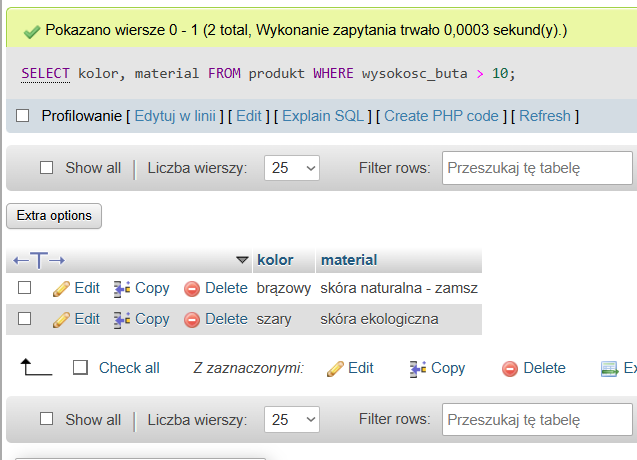 Pokazano wiersze 0 - 1 (2 total, Wykonanie zapytania trwało 0,0003 sekund(y).)
SELECT kolor, material FROM produkt WHERE wysokosc_buta > 10;
Profilowanie [ Edytuj w linii ] [ Edit ] [ Explain SQL ] [ Create PHP code ] [ Refresh ]
Show all | Liczba wierszy: 25 Filter rows: Przeszukaj tę tabelę
Extra options
kolor material
Edit Copy Delete brązowy skóra naturalna - zamsz
Edit Copy Delete szary skóra ekologiczna
Check all Z zaznaczonymi: Edit Copy Delete Ex
Show all | Liczba wierszy: 25 Filter rows: Przeszukaj tę tabelę